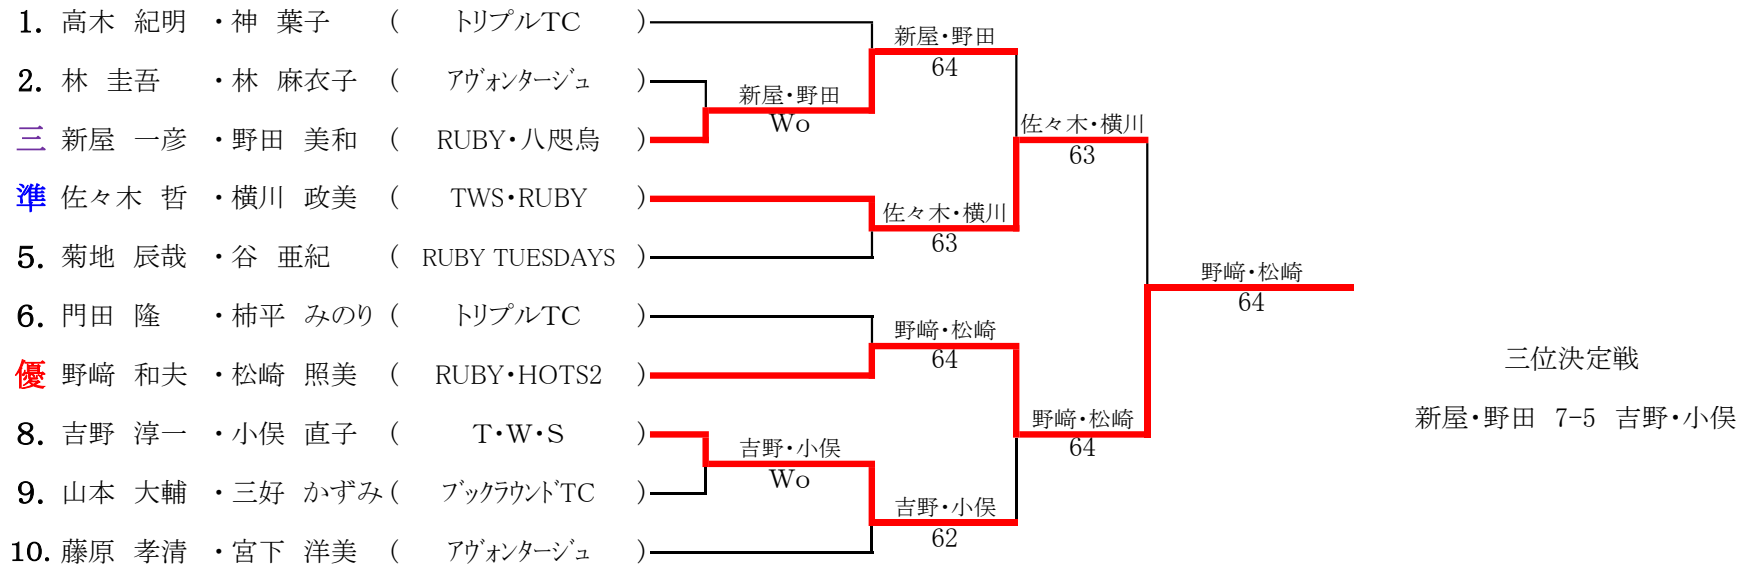 1. 高木 紀明 ・神 葉子 ( トリプルTC )
新屋・野田
64
2. 林 圭吾 ・林 麻衣子 ( アヴォンタージュ )
新屋・野田
Wo
三 新屋 一彦 ・野田 美和 ( RUBY・八咫烏 )
佐々木・横川
63
準 佐々木 哲 ・横川 政美 ( TWS・RUBY )
佐々木・横川
63
5. 菊地 辰哉 ・谷 亜紀 ( RUBY TUESDAYS )
野﨑・松崎
64
6. 門田 隆 ・柿平 みのり ( トリプルTC )
野﨑・松崎
64
優 野﨑 和夫 ・松崎 照美 ( RUBY・HOTS2 )
三位決定戦
新屋・野田 7-5 吉野・小俣
野﨑・松崎
64
8. 吉野 淳一 ・小俣 直子 ( T・W・S )
吉野・小俣
Wo
9. 山本 大輔 ・三好 かずみ ( ブックラウンドTC )
吉野・小俣
62
10. 藤原 孝清 ・宮下 洋美 ( アヴォンタージュ )